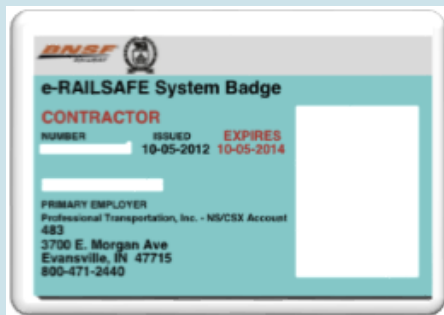 BNSF
RAILWAY
e-RAILSAFE System Badge
CONTRACTOR
NUMBER ISSUED EXPIRES
10-05-2012 10-05-2014
PRIMARY EMPLOYER
Professional Transportation, Inc. - NS/CSX Account
483
3700 E. Morgan Ave
Evansville, IN 47715
800-471-2440